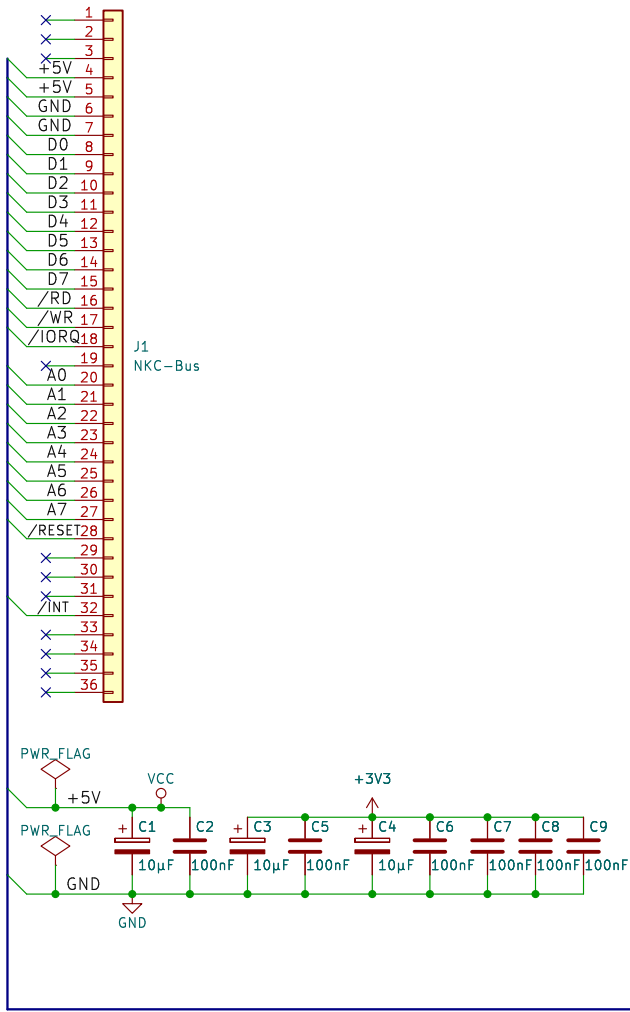 1
2
3
+5V 4
+5V 5
GND 6
GND 7
D0 8
D1 9
D2 10
D3 11
D4 12
D5 13
D6 14
D7 15
/RD 16
/WR 17
/IORQ 18
J1
19
NKC-Bus
A0 20
A1 21
A2 22
A3 23
A4 24
A5 25
A6 26
A7 27
/RESET 28
29
30
31
/INT 32
33
34
35
36
PWR_FLAG
VCC
+3V3
+5V
PWR_FLAG
+ C1 C2 + C3 C5 + C4 C6 C7 C8 C9
10µF 100nF 10µF 100nF 10µF 100nF 100nF 100nF 100nF
GND
GND